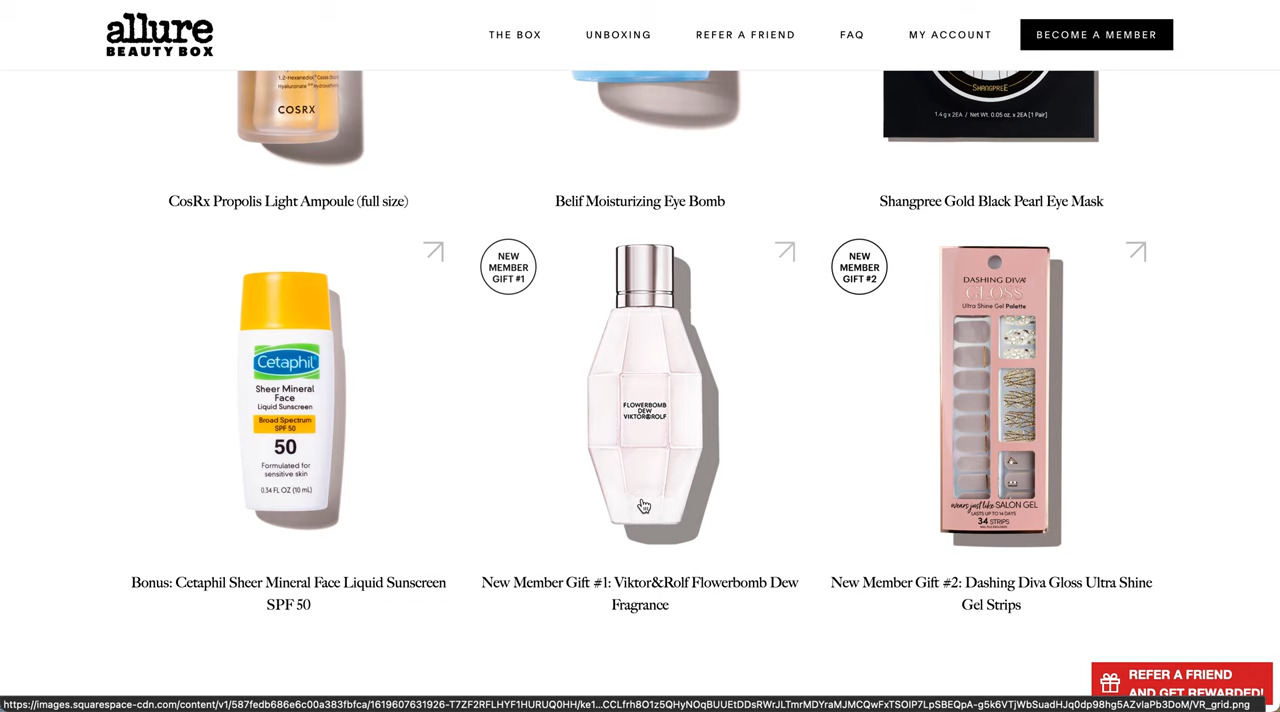 allure
BEAUTY BOX
THE BOX
UNBOXING
REFER A FRIEND
FAQ
MY ACCOUNT
BECOME A MEMBER
1,2-Hexanediol
Hyaluronate
COSRX
SHANGPREE
1.4 g x 2EA / Net Wt. 0.05 oz. x 2EA [1 Pair]
CosRx Propolis Light Ampoule (full size)
Belif Moisturizing Eye Bomb
Shangpree Gold Black Pearl Eye Mask
Cetaphil
Sheer Mineral
Face
Liquid Sunscreen
Broad Spectrum
SPF 50
50
Formulated for
sensitive skin
0.34 FL OZ (10 mL)
NEW
MEMBER
GIFT #1
FLOWERBOMB
DEW
VIKTOR&ROLF
NEW
MEMBER
GIFT #2
DASHING DIVA
GLOSS
Ultra Shine Gel Palette
wears just like SALON GEL
LASTS UP TO 14 DAYS
34 STRIPS
Bonus: Cetaphil Sheer Mineral Face Liquid Sunscreen
SPF 50
New Member Gift #1: Viktor&Rolf Flowerbomb Dew
Fragrance
New Member Gift #2: Dashing Diva Gloss Ultra Shine
Gel Strips
REFER A FRIEND
AND GET REWARDED!